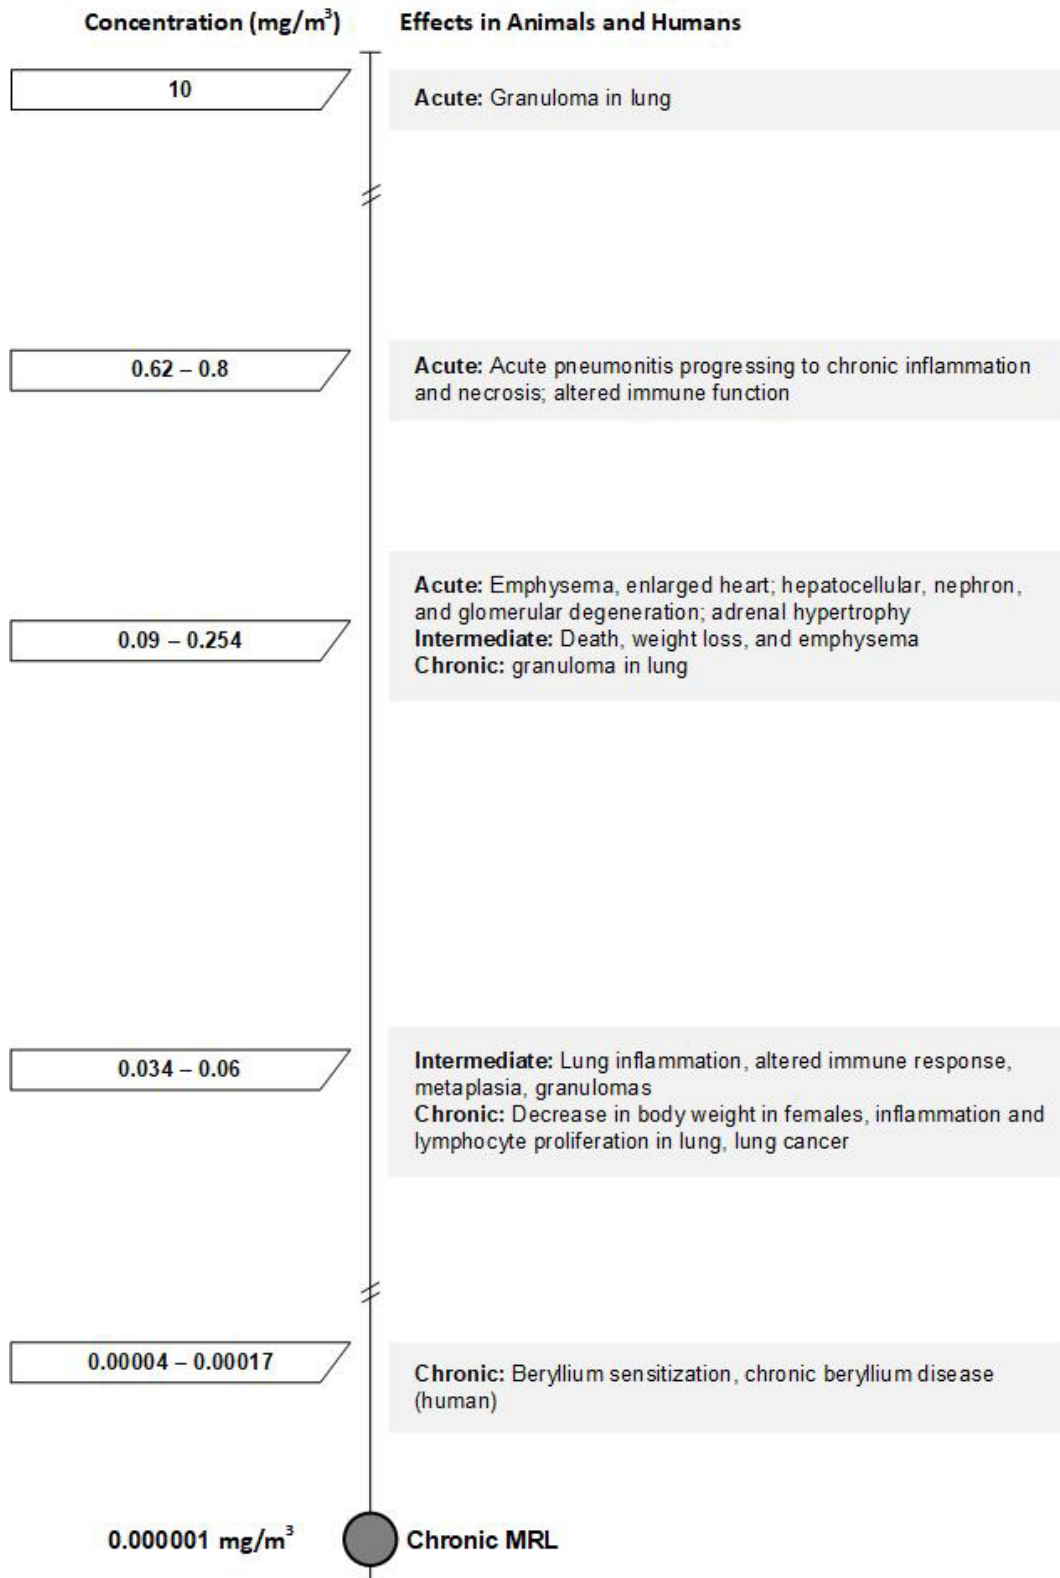 Concentration (mg/m³) Effects in Animals and Humans
10
Acute: Granuloma in lung
0.62 – 0.8
Acute: Acute pneumonitis progressing to chronic inflammation
and necrosis; altered immune function
0.09 – 0.254
Acute: Emphysema, enlarged heart; hepatocellular, nephron,
and glomerular degeneration; adrenal hypertrophy
Intermediate: Death, weight loss, and emphysema
Chronic: granuloma in lung
0.034 – 0.06
Intermediate: Lung inflammation, altered immune response,
metaplasia, granulomas
Chronic: Decrease in body weight in females, inflammation and
lymphocyte proliferation in lung, lung cancer
0.00004 – 0.00017
Chronic: Beryllium sensitization, chronic beryllium disease
(human)
0.000001 mg/m³ Chronic MRL